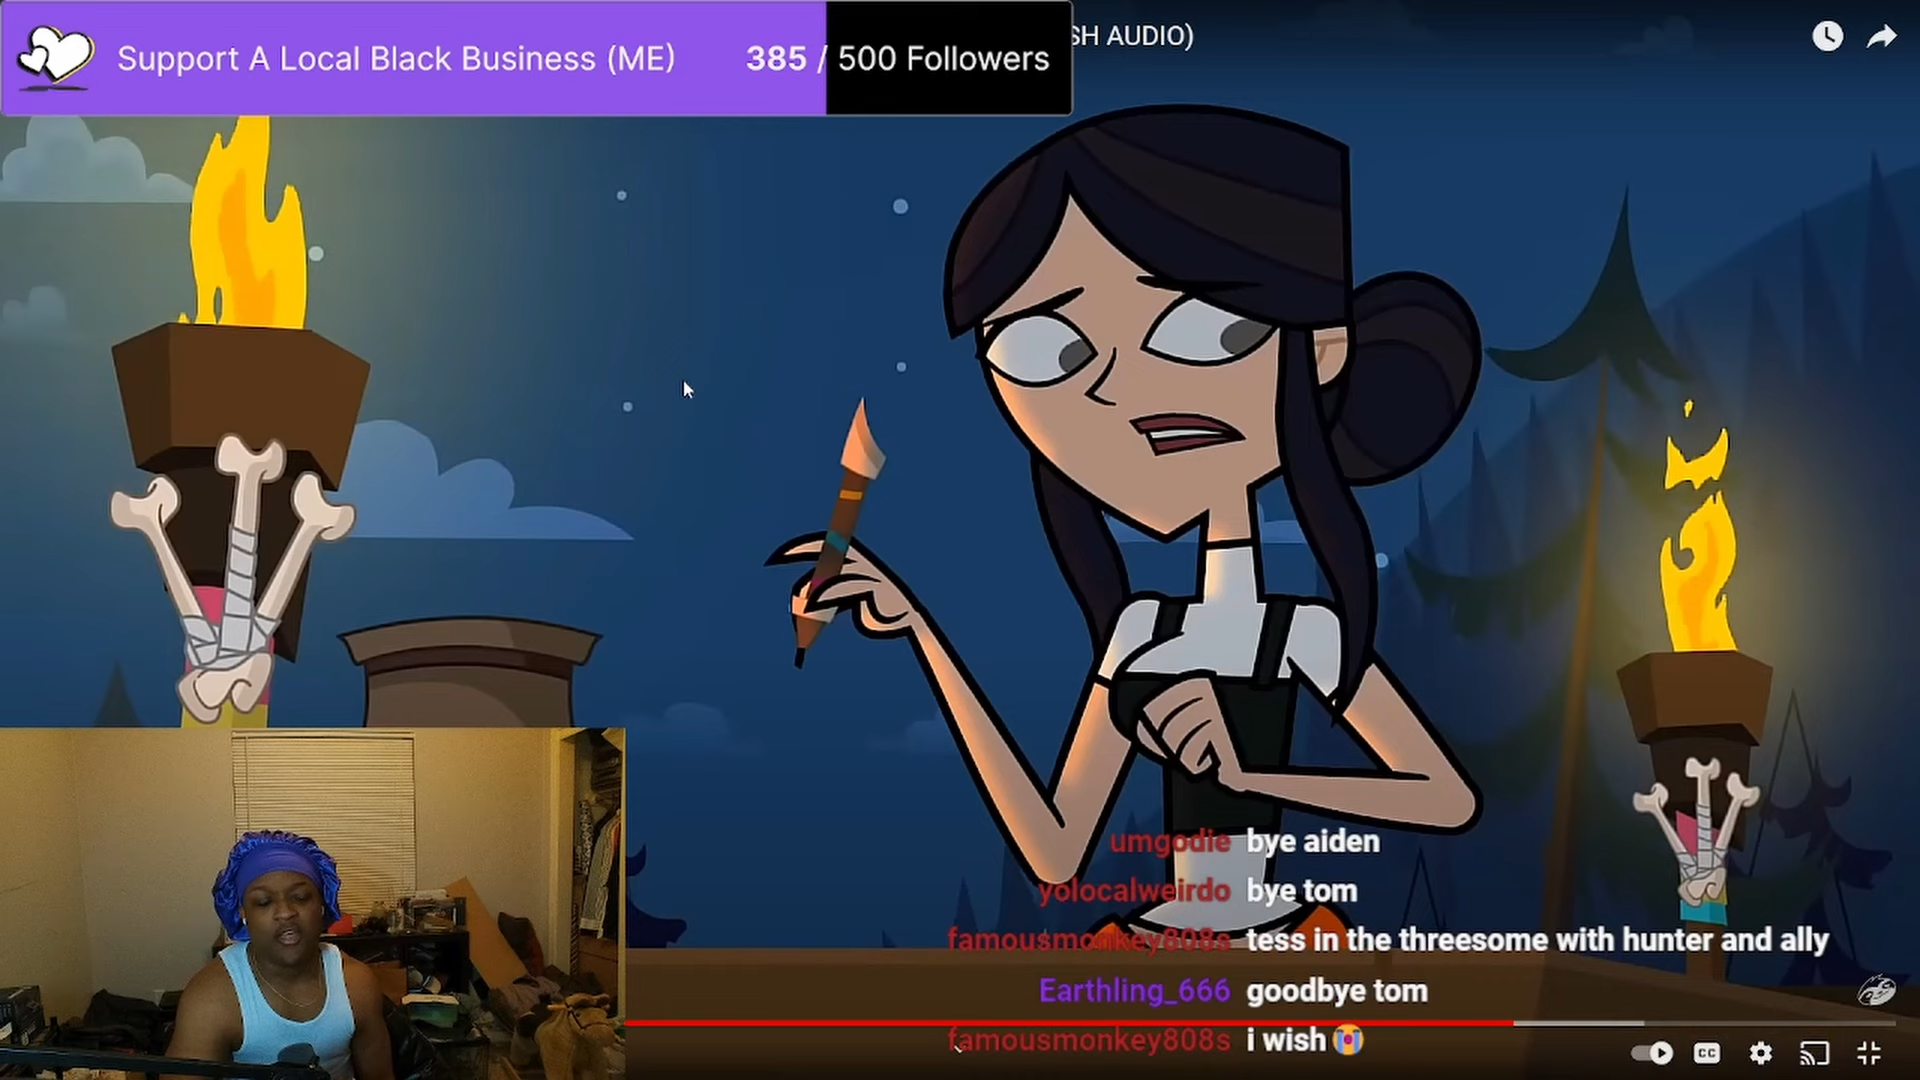 Support A Local Black Business (ME) 385 / 500 Followers
SH AUDIO)
umgodie bye aiden
yolocalweirdo bye tom
famousmonkey808s tess in the threesome with hunter and ally
Earthling_666 goodbye tom
famousmonkey808s i wish 😭
CC